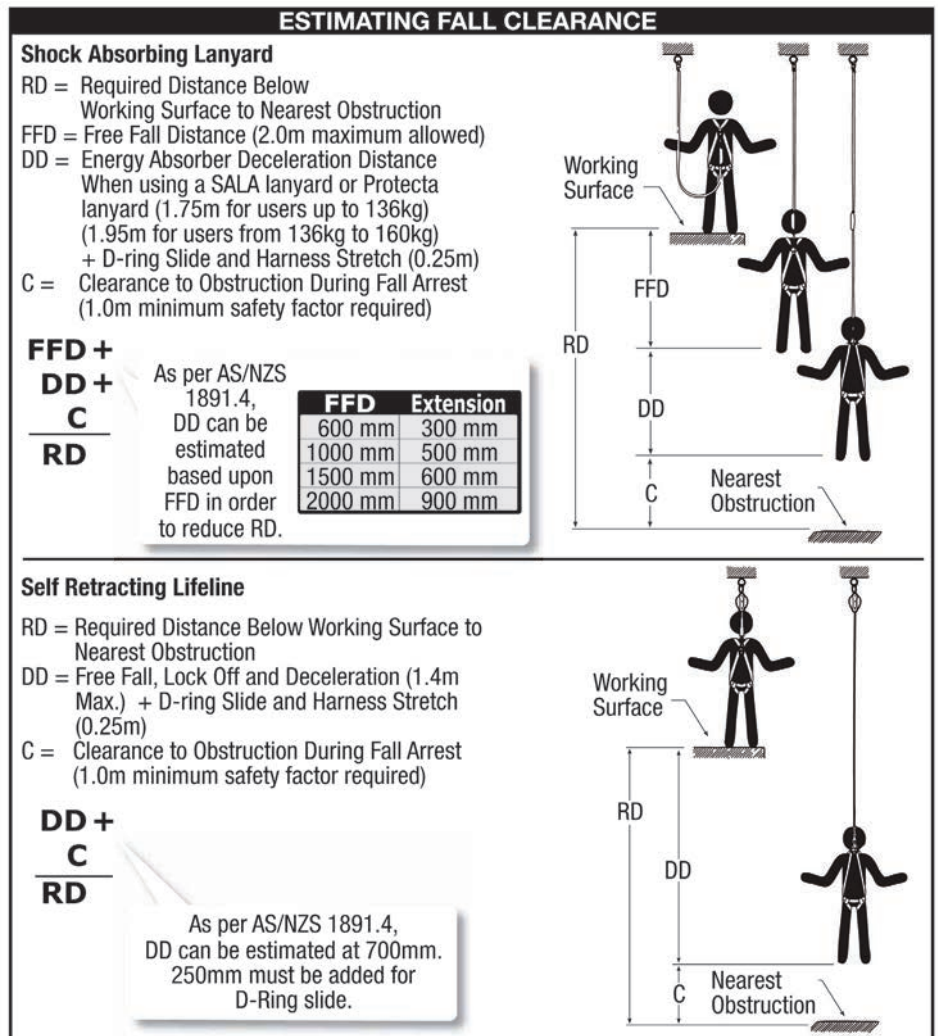 ESTIMATING FALL CLEARANCE
Shock Absorbing Lanyard
RD = Required Distance Below
Working Surface to Nearest Obstruction
FFD = Free Fall Distance (2.0m maximum allowed)
DD = Energy Absorber Deceleration Distance
When using a SALA lanyard or Protecta
lanyard (1.75m for users up to 136kg)
(1.95m for users from 136kg to 160kg)
+ D-ring Slide and Harness Stretch (0.25m)
C = Clearance to Obstruction During Fall Arrest
(1.0m minimum safety factor required)
FFD +
DD +
C
RD
As per AS/NZS
1891.4,
DD can be
estimated
based upon
FFD in order
to reduce RD.
FFD Extension
600 mm 300 mm
1000 mm 500 mm
1500 mm 600 mm
2000 mm 900 mm
Working
Surface
FFD
RD
DD
C
Nearest
Obstruction
Self Retracting Lifeline
RD = Required Distance Below Working Surface to
Nearest Obstruction
DD = Free Fall, Lock Off and Deceleration (1.4m
Max.) + D-ring Slide and Harness Stretch
(0.25m)
C = Clearance to Obstruction During Fall Arrest
(1.0m minimum safety factor required)
DD +
C
RD
As per AS/NZS 1891.4,
DD can be estimated at 700mm.
250mm must be added for
D-Ring slide.
Working
Surface
RD
DD
C
Nearest
Obstruction